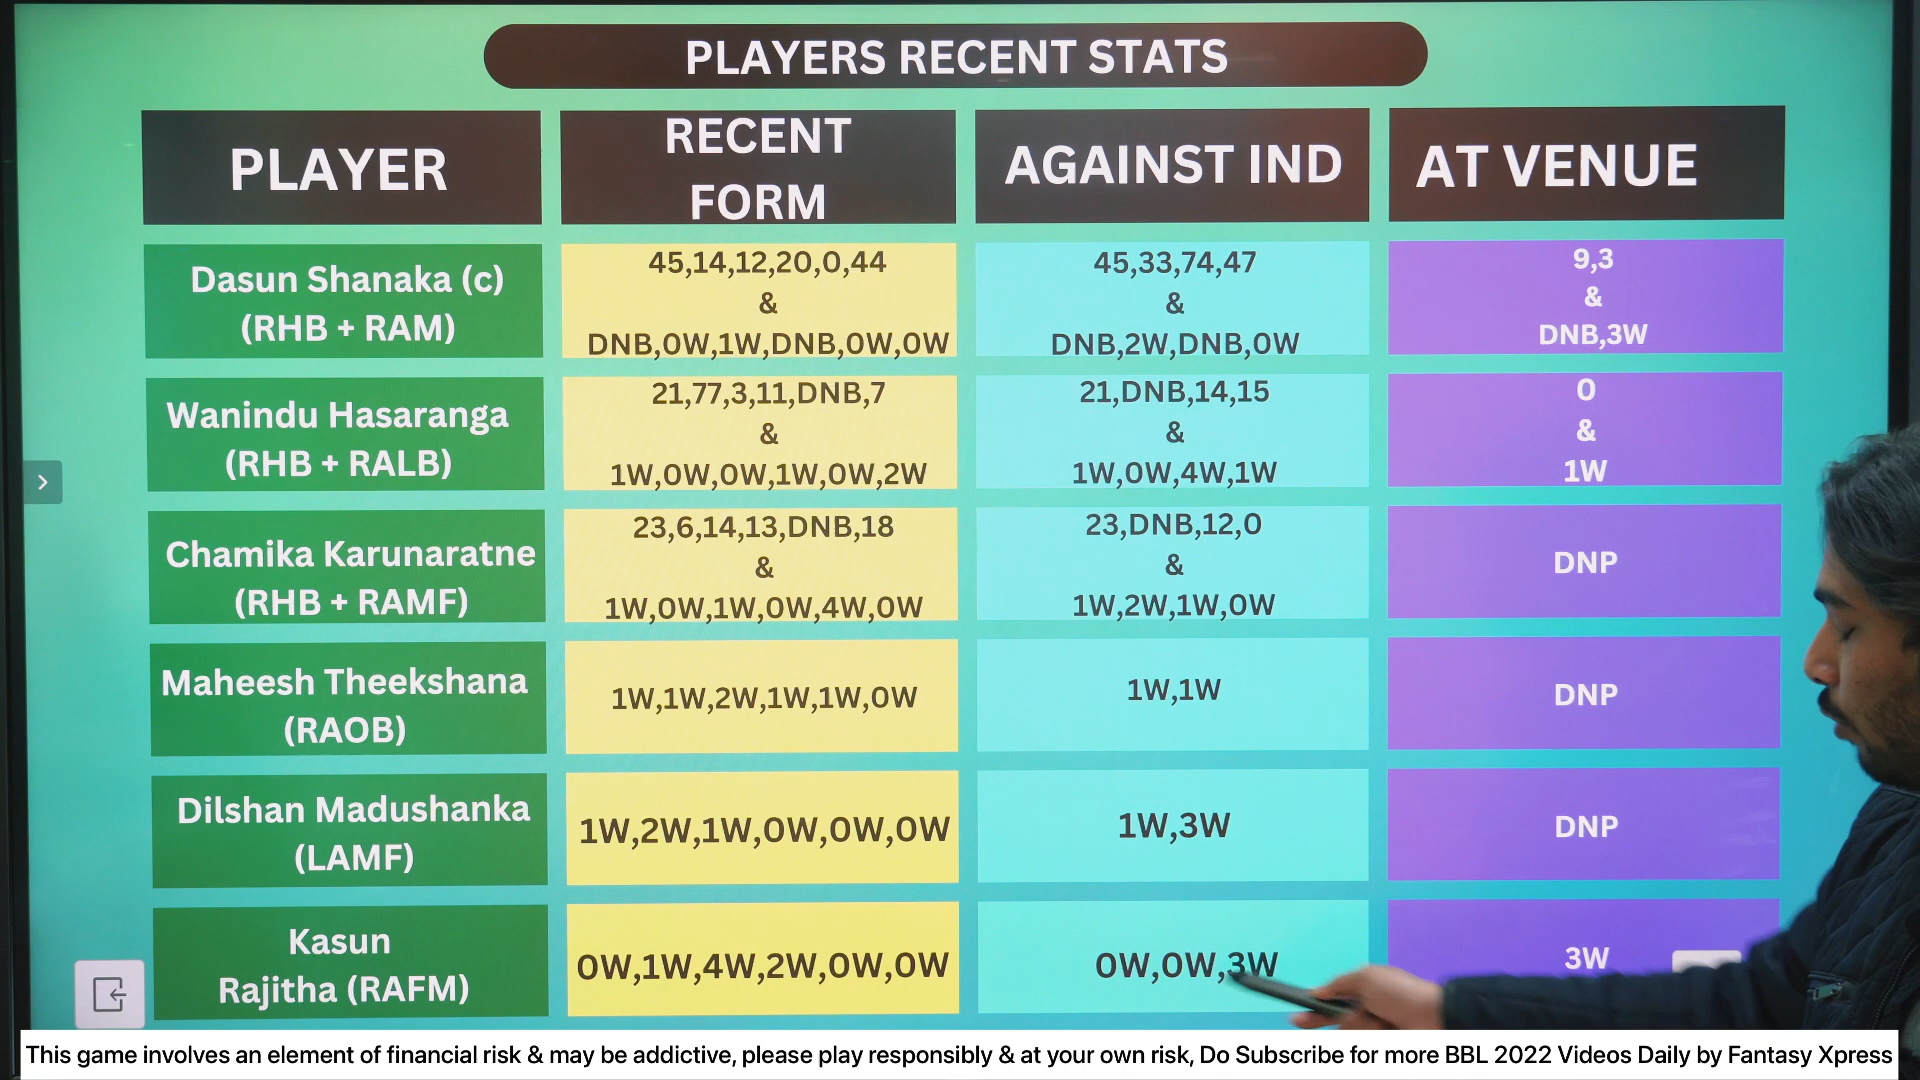 PLAYERS RECENT STATS
PLAYER
RECENT
FORM
AGAINST IND
AT VENUE
Dasun Shanaka (c)
(RHB + RAM)
45,14,12,20,0,44
&
DNB,0W,1W,DNB,0W,0W
45,33,74,47
&
DNB,2W,DNB,0W
9,3
&
DNB,3W
Wanindu Hasaranga
(RHB + RALB)
21,77,3,11,DNB,7
&
1W,0W,0W,1W,0W,2W
21,DNB,14,15
&
1W,0W,4W,1W
0
&
1W
Chamika Karunaratne
(RHB + RAMF)
23,6,14,13,DNB,18
&
1W,0W,1W,0W,4W,0W
23,DNB,12,0
&
1W,2W,1W,0W
DNP
Maheesh Theekshana
(RAOB)
1W,1W,2W,1W,1W,0W
1W,1W
DNP
Dilshan Madushanka
(LAMF)
1W,2W,1W,0W,0W,0W
1W,3W
DNP
Kasun
Rajitha (RAFM)
0W,1W,4W,2W,0W,0W
0W,0W,3W
3W
This game involves an element of financial risk & may be addictive, please play responsibly & at your own risk, Do Subscribe for more BBL 2022 Videos Daily by Fantasy Xpress